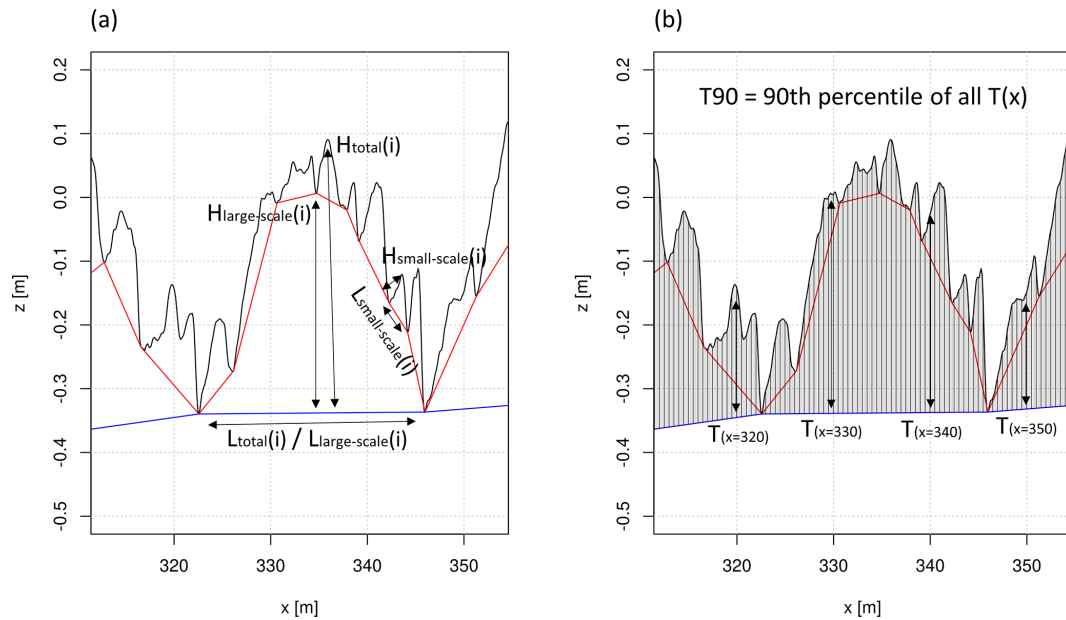 (a)
0.2
0.1
0.0
-0.1
-0.2
-0.3
-0.4
-0.5
z [m]
Htotal(i)
Hlarge-scale(i)
Hsmall-scale(i)
Lsmall-scale(i)
Ltotal(i) / Llarge-scale(i)
320 330 340 350
x [m]
(b)
0.2
0.1
0.0
-0.1
-0.2
-0.3
-0.4
-0.5
z [m]
T90 = 90th percentile of all T(x)
T(x=320) T(x=330) T(x=340) T(x=350)
320 330 340 350
x [m]